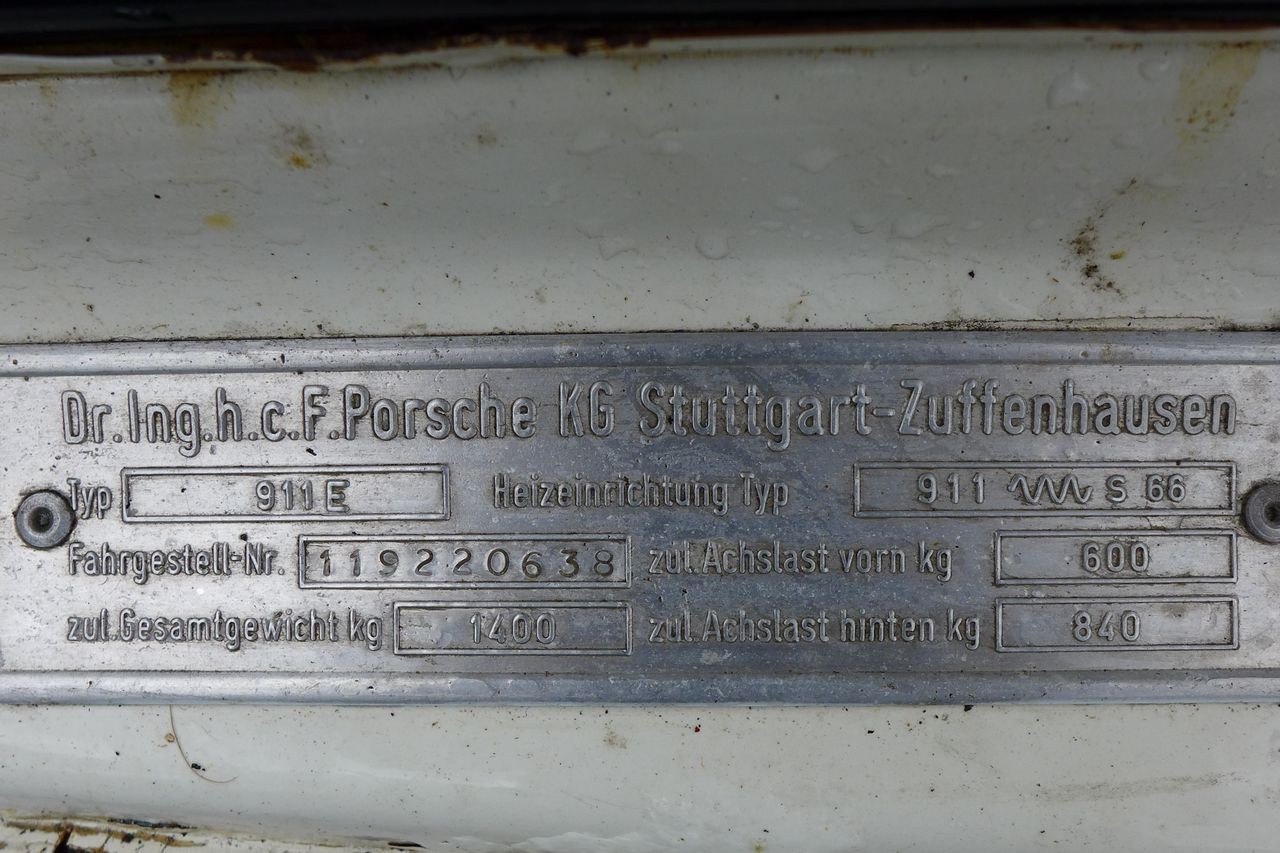 Dr.Ing.h.c.F.Porsche KG Stuttgart-Zuffenhausen
Typ 911E Heizeinrichtung Typ 911 S 66
Fahrgestell-Nr. 119220638 zul.Achslast vorn kg 600
zul.Gesamtgewicht kg 1400 zul.Achslast hinten kg 840